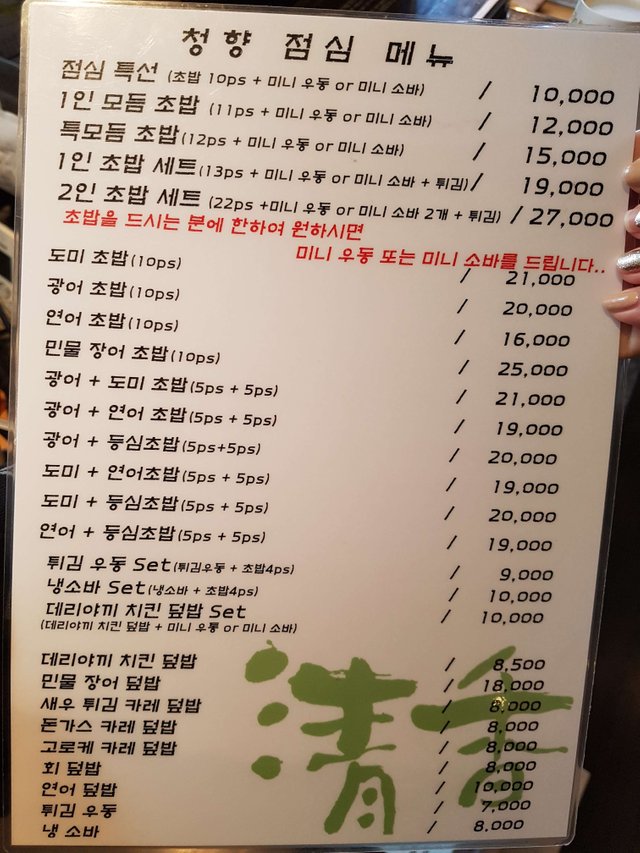 청향 점심 메뉴
점심 특선 (초밥 10ps + 미니 우동 or 미니 소바) / 10,000
1인 모듬 초밥 (11ps + 미니 우동 or 미니 소바) / 12,000
특모듬 초밥(12ps + 미니 우동 or 미니 소바) / 15,000
1인 초밥 세트(13ps + 미니 우동 or 미니 소바 + 튀김) / 19,000
2인 초밥 세트 (22ps +미니 우동 or 미니 소바 2개 + 튀김) / 27,000
초밥을 드시는 분에 한하여 원하시면
미니 우동 또는 미니 소바를 드립니다..
도미 초밥(10ps) / 21,000
광어 초밥(10ps) / 20,000
연어 초밥(10ps) / 16,000
민물 장어 초밥(10ps) / 25,000
광어 + 도미 초밥(5ps + 5ps) / 21,000
광어 + 연어 초밥(5ps + 5ps) / 19,000
광어 + 등심초밥(5ps+5ps) / 20,000
도미 + 연어초밥(5ps + 5ps) / 19,000
도미 + 등심초밥(5ps + 5ps) / 20,000
연어 + 등심초밥(5ps + 5ps) / 19,000
튀김 우동 Set(튀김우동 + 초밥4ps) / 9,000
냉소바 Set(냉소바 + 초밥4ps) / 10,000
데리야끼 치킨 덮밥 Set / 10,000
(데리야끼 치킨 덮밥 + 미니 우동 or 미니 소바)
데리야끼 치킨 덮밥 / 8,500
민물 장어 덮밥 / 18,000
새우 튀김 카레 덮밥 / 8,000
돈가스 카레 덮밥 / 8,000
고로케 카레 덮밥 / 8,000
회 덮밥 / 8,000
연어 덮밥 / 10,000
튀김 우동 / 7,000
냉 소바 / 8,000
清香